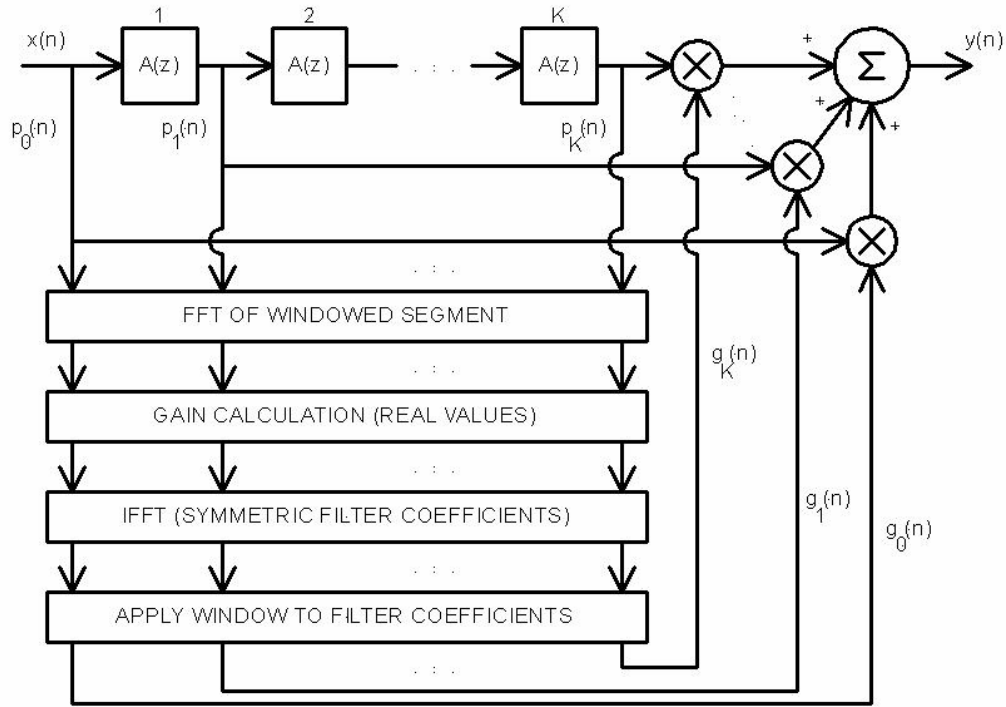 1 2 K
x(n) A(z) A(z) . : . A(z) + Σ y(n)
p0(n) p1(n) pK(n) + +
. : .
FFT OF WINDOWED SEGMENT
. : . gK(n)
GAIN CALCULATION (REAL VALUES)
. : .
IFFT (SYMMETRIC FILTER COEFFICIENTS) g1(n) g0(n)
. : .
APPLY WINDOW TO FILTER COEFFICIENTS
. : .